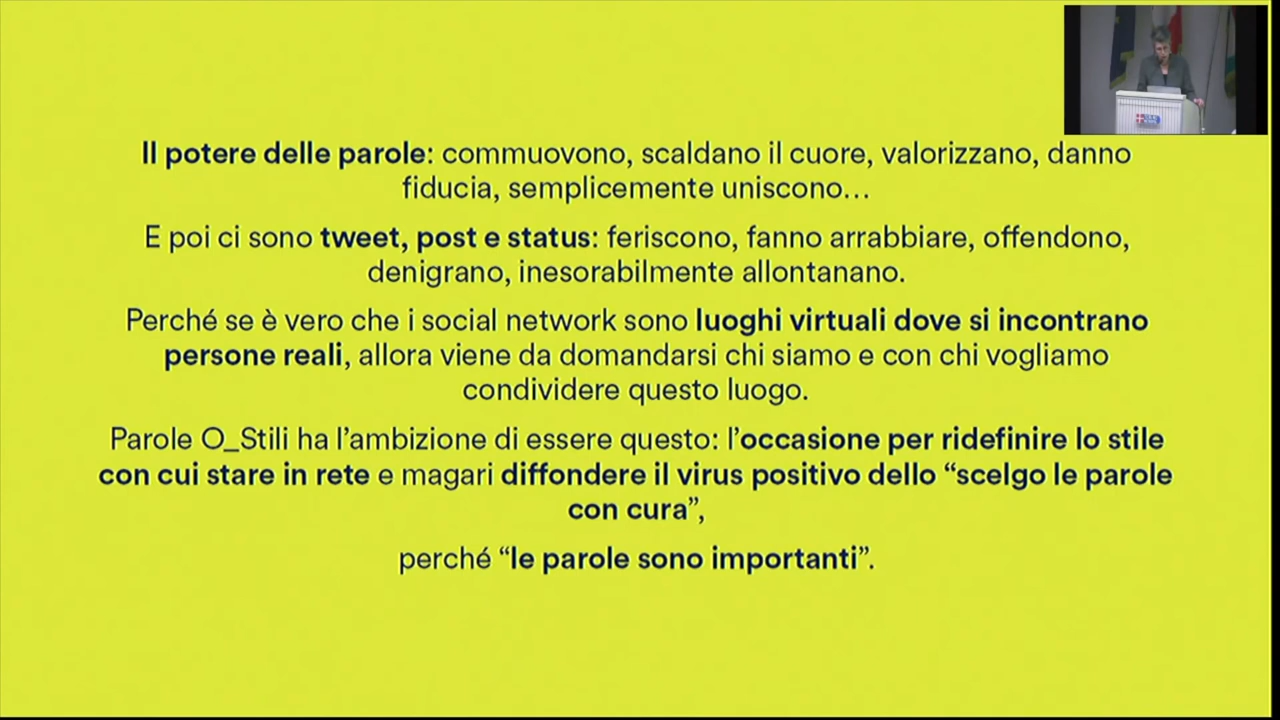 Il potere delle parole: commuovono, scaldano il cuore, valorizzano, danno
fiducia, semplicemente uniscono…
E poi ci sono tweet, post e status: feriscono, fanno arrabbiare, offendono,
denigrano, inesorabilmente allontanano.
Perché se è vero che i social network sono luoghi virtuali dove si incontrano
persone reali, allora viene da domandarsi chi siamo e con chi vogliamo
condividere questo luogo.
Parole O_Stili ha l’ambizione di essere questo: l’occasione per ridefinire lo stile
con cui stare in rete e magari diffondere il virus positivo dello “scelgo le parole
con cura”,
perché “le parole sono importanti”.